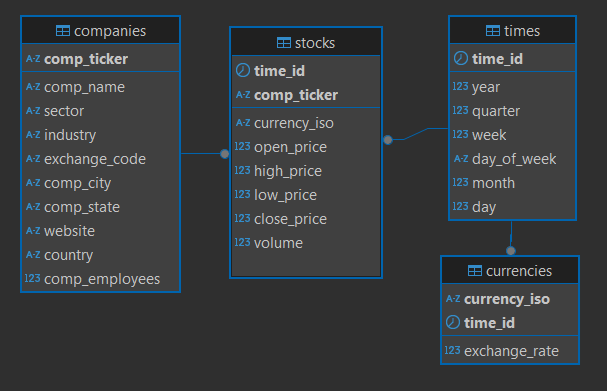 companies
A-Z comp_ticker
A-Z comp_name
A-Z sector
A-Z industry
A-Z exchange_code
A-Z comp_city
A-Z comp_state
A-Z website
A-Z country
123 comp_employees
stocks
time_id
A-Z comp_ticker
A-Z currency_iso
123 open_price
123 high_price
123 low_price
123 close_price
123 volume
times
time_id
123 year
123 quarter
123 week
A-Z day_of_week
123 month
123 day
currencies
A-Z currency_iso
time_id
123 exchange_rate